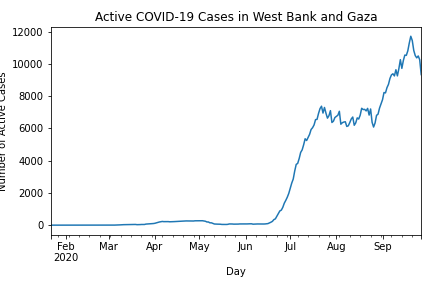 Active COVID-19 Cases in West Bank and Gaza
Number of Active Cases
12000
10000
8000
6000
4000
2000
0
Feb
2020
Mar
Apr
May
Jun
Jul
Aug
Sep
Day